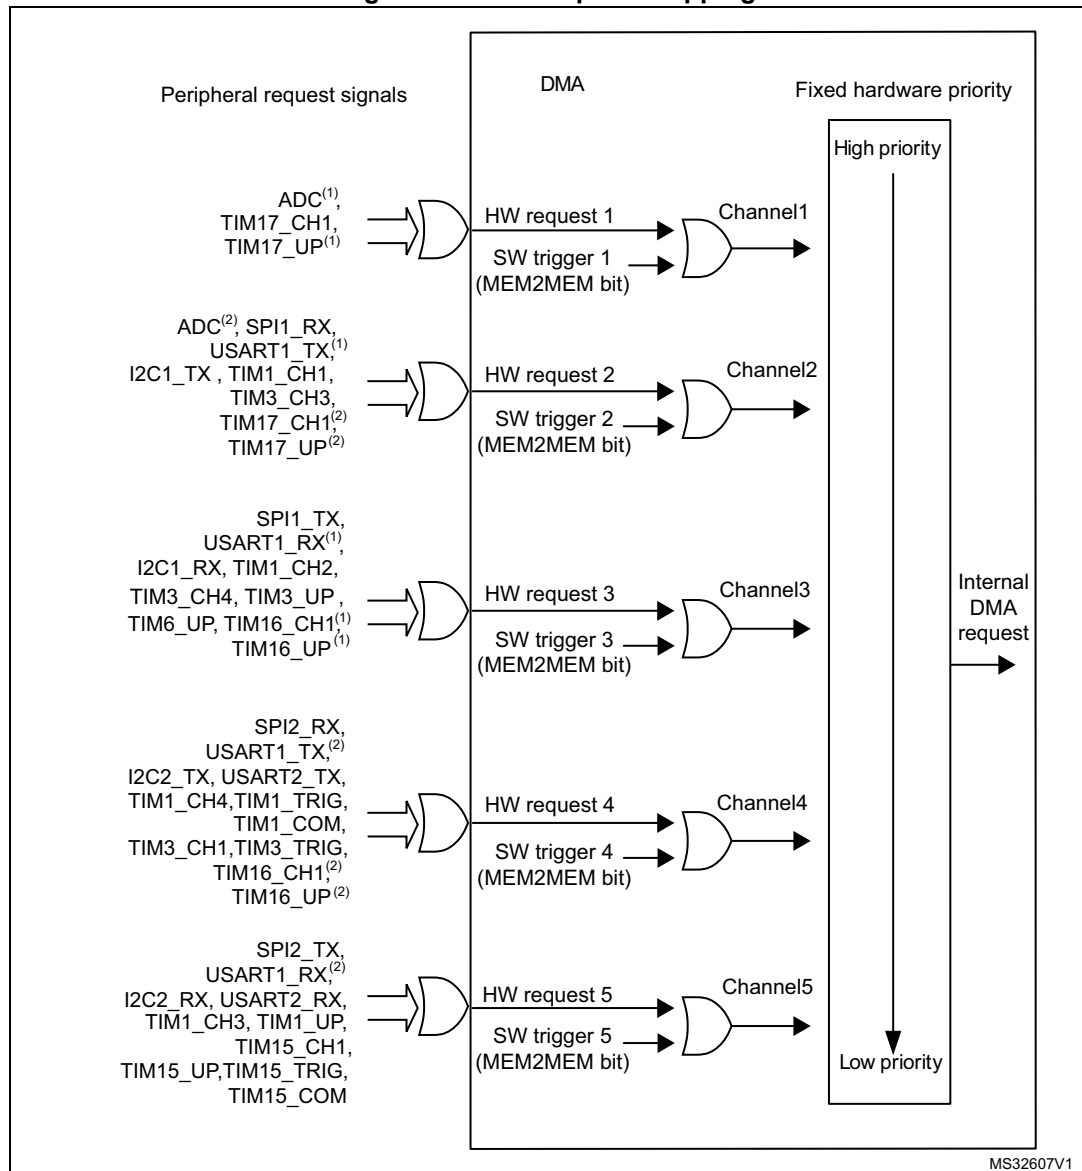 Peripheral request signals
DMA
Fixed hardware priority
High priority
ADC(1),
TIM17_CH1,
TIM17_UP(1)
HW request 1
SW trigger 1
(MEM2MEM bit)
Channel1
ADC(2), SPI1_RX,
USART1_TX,(1)
I2C1_TX , TIM1_CH1,
TIM3_CH3,
TIM17_CH1,(2)
TIM17_UP(2)
HW request 2
SW trigger 2
(MEM2MEM bit)
Channel2
SPI1_TX,
USART1_RX(1),
I2C1_RX, TIM1_CH2,
TIM3_CH4, TIM3_UP ,
TIM6_UP, TIM16_CH1,(1)
TIM16_UP(1)
HW request 3
SW trigger 3
(MEM2MEM bit)
Channel3
Internal
DMA
request
SPI2_RX,
USART1_TX,(2)
I2C2_TX, USART2_TX,
TIM1_CH4,TIM1_TRIG,
TIM1_COM,
TIM3_CH1,TIM3_TRIG,
TIM16_CH1,(2)
TIM16_UP(2)
HW request 4
SW trigger 4
(MEM2MEM bit)
Channel4
SPI2_TX,
USART1_RX,(2)
I2C2_RX, USART2_RX,
TIM1_CH3, TIM1_UP,
TIM15_CH1,
TIM15_UP,TIM15_TRIG,
TIM15_COM
HW request 5
SW trigger 5
(MEM2MEM bit)
Channel5
Low priority
MS32607V1